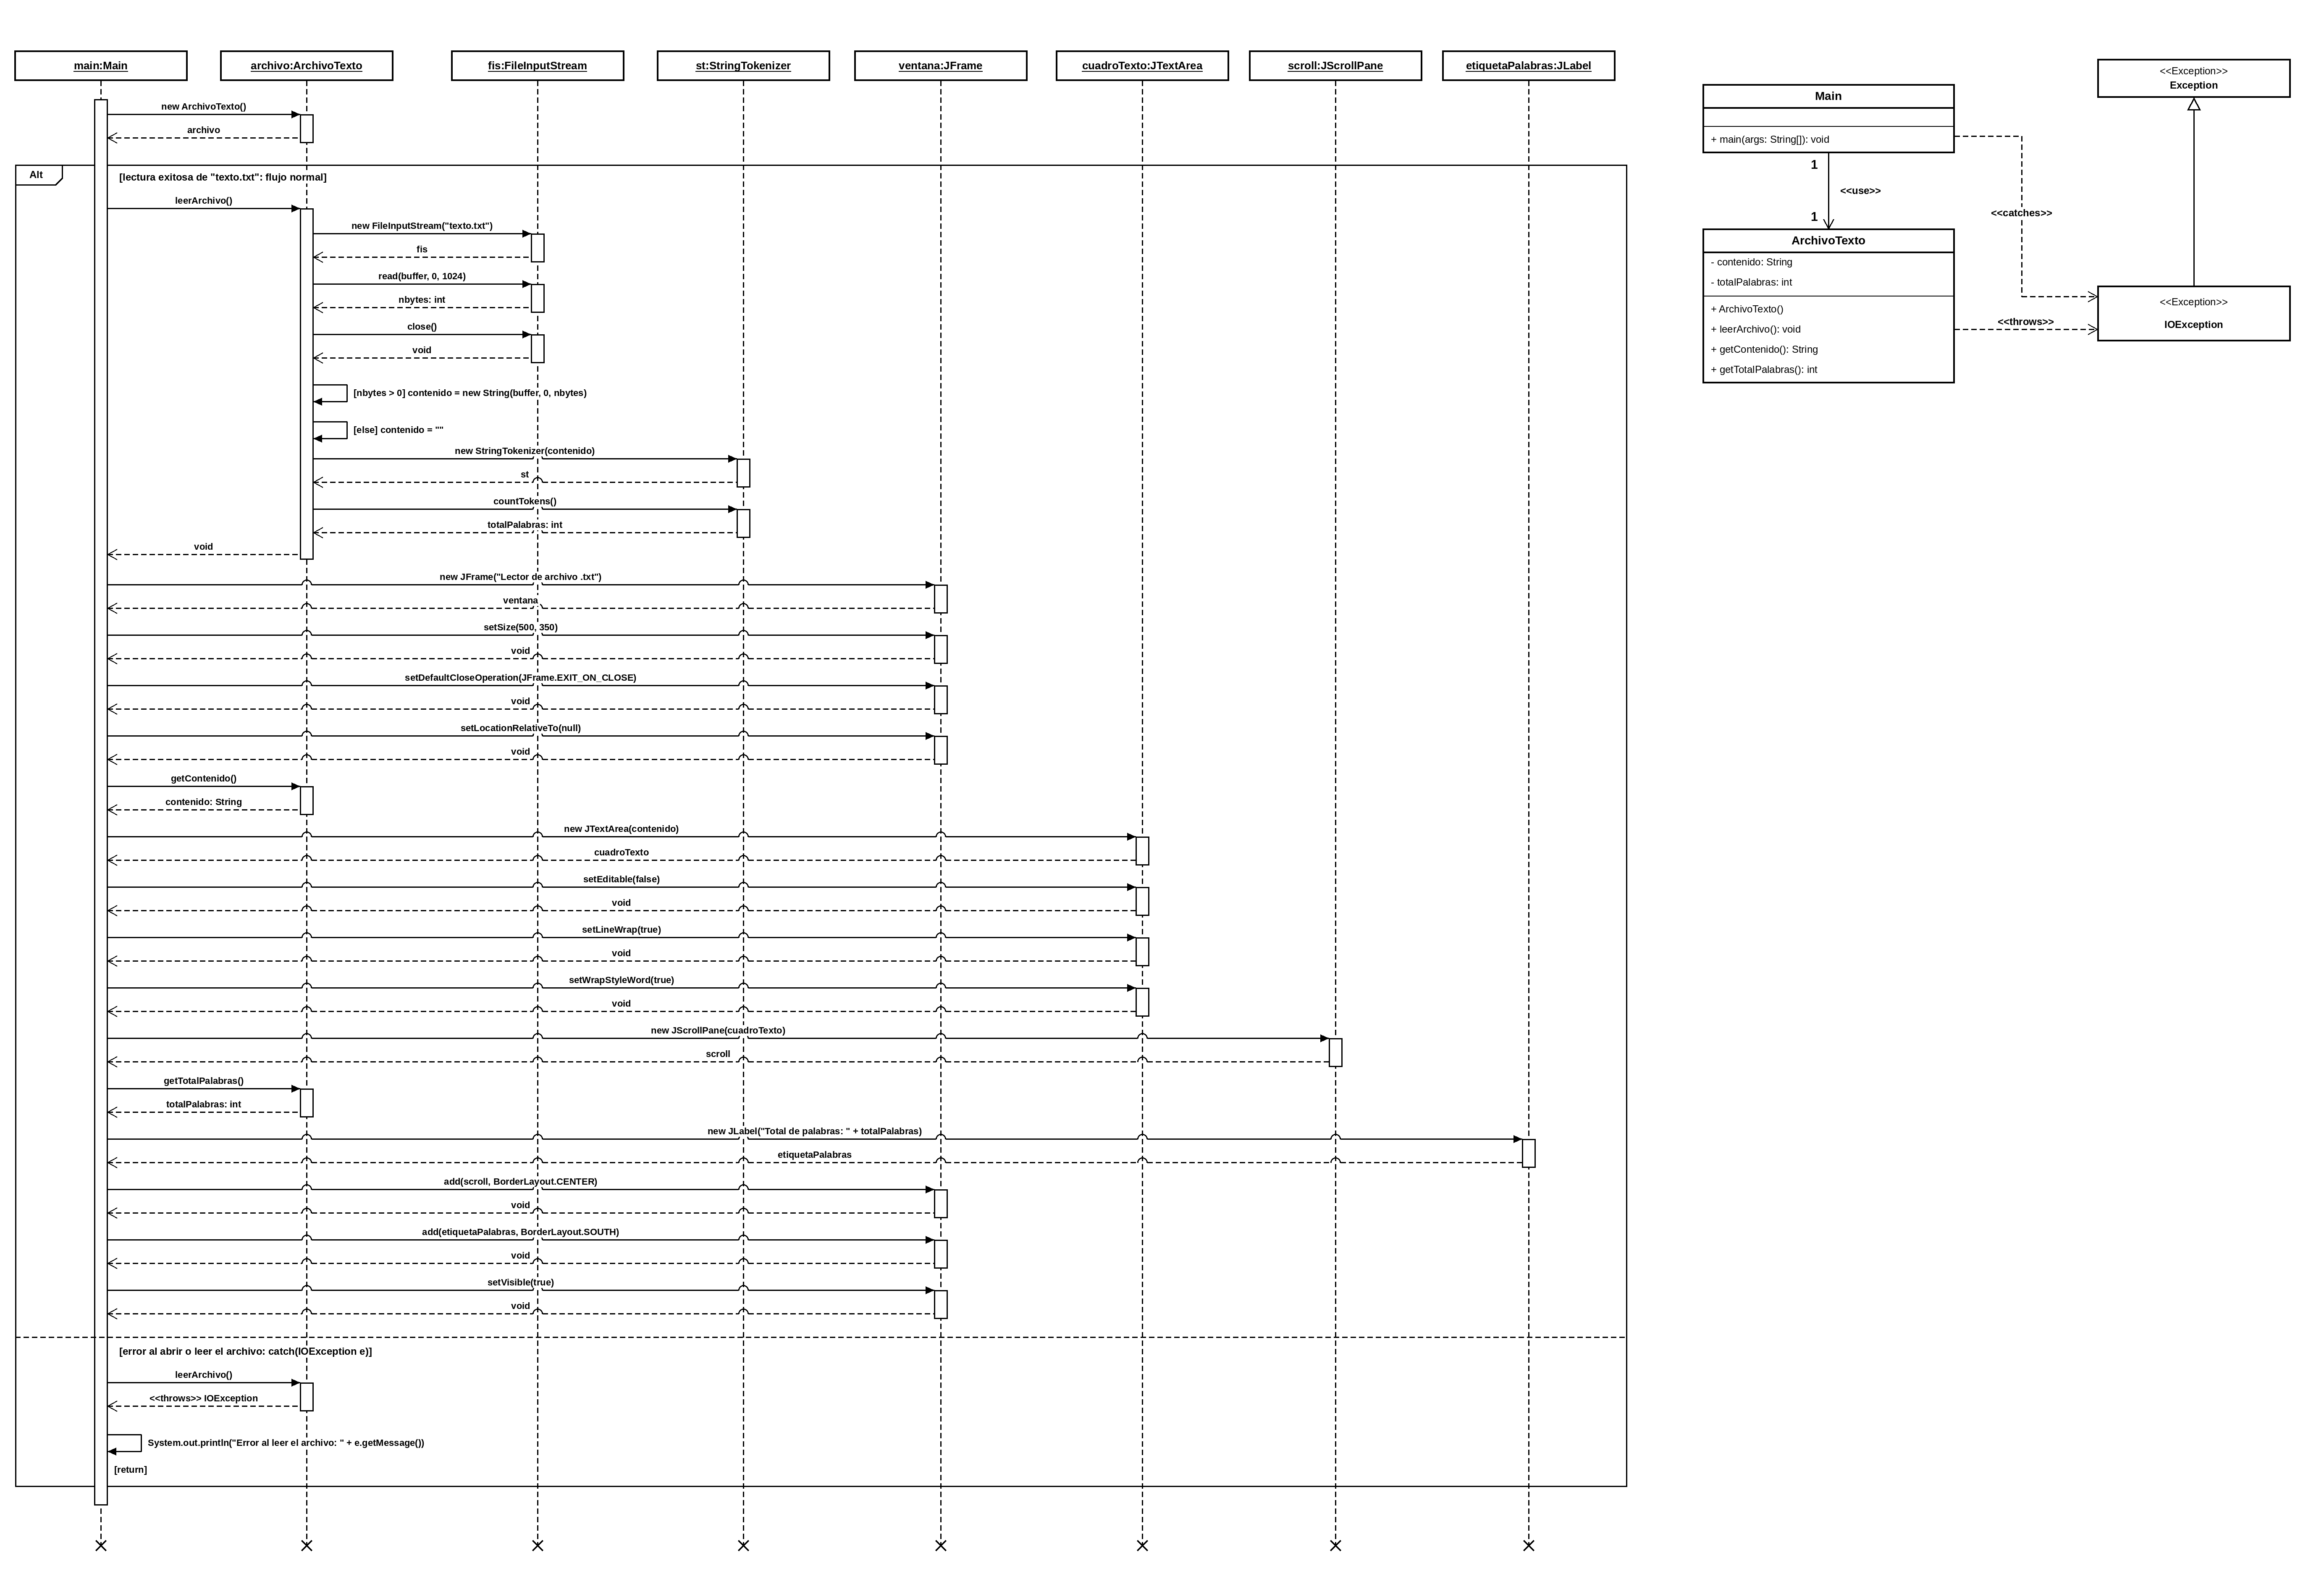 main:Main
archivo:ArchivoTexto
fis:FileInputStream
st:StringTokenizer
ventana:JFrame
cuadroTexto:JTextArea
scroll:JScrollPane
etiquetaPalabras:JLabel
new ArchivoTexto()
archivo
Alt
[lectura exitosa de "texto.txt": flujo normal]
leerArchivo()
new FileInputStream("texto.txt")
fis
read(buffer, 0, 1024)
nbytes: int
close()
void
[nbytes > 0] contenido = new String(buffer, 0, nbytes)
[else] contenido = ""
new StringTokenizer(contenido)
st
countTokens()
totalPalabras: int
void
new JFrame("Lector de archivo .txt")
ventana
setSize(500, 350)
void
setDefaultCloseOperation(JFrame.EXIT_ON_CLOSE)
void
setLocationRelativeTo(null)
void
getContenido()
contenido: String
new JTextArea(contenido)
cuadroTexto
setEditable(false)
void
setLineWrap(true)
void
setWrapStyleWord(true)
void
new JScrollPane(cuadroTexto)
scroll
getTotalPalabras()
totalPalabras: int
new JLabel("Total de palabras: " + totalPalabras)
etiquetaPalabras
add(scroll, BorderLayout.CENTER)
void
add(etiquetaPalabras, BorderLayout.SOUTH)
void
setVisible(true)
void
[error al abrir o leer el archivo: catch(IOException e)]
leerArchivo()
<<throws>> IOException
System.out.println("Error al leer el archivo: " + e.getMessage())
[return]
Main
+ main(args: String[]): void
1
<<use>>
1
ArchivoTexto
- contenido: String
- totalPalabras: int
+ ArchivoTexto()
+ leerArchivo(): void
+ getContenido(): String
+ getTotalPalabras(): int
<<catches>>
<<throws>>
<<Exception>>
Exception
<<Exception>>
IOException